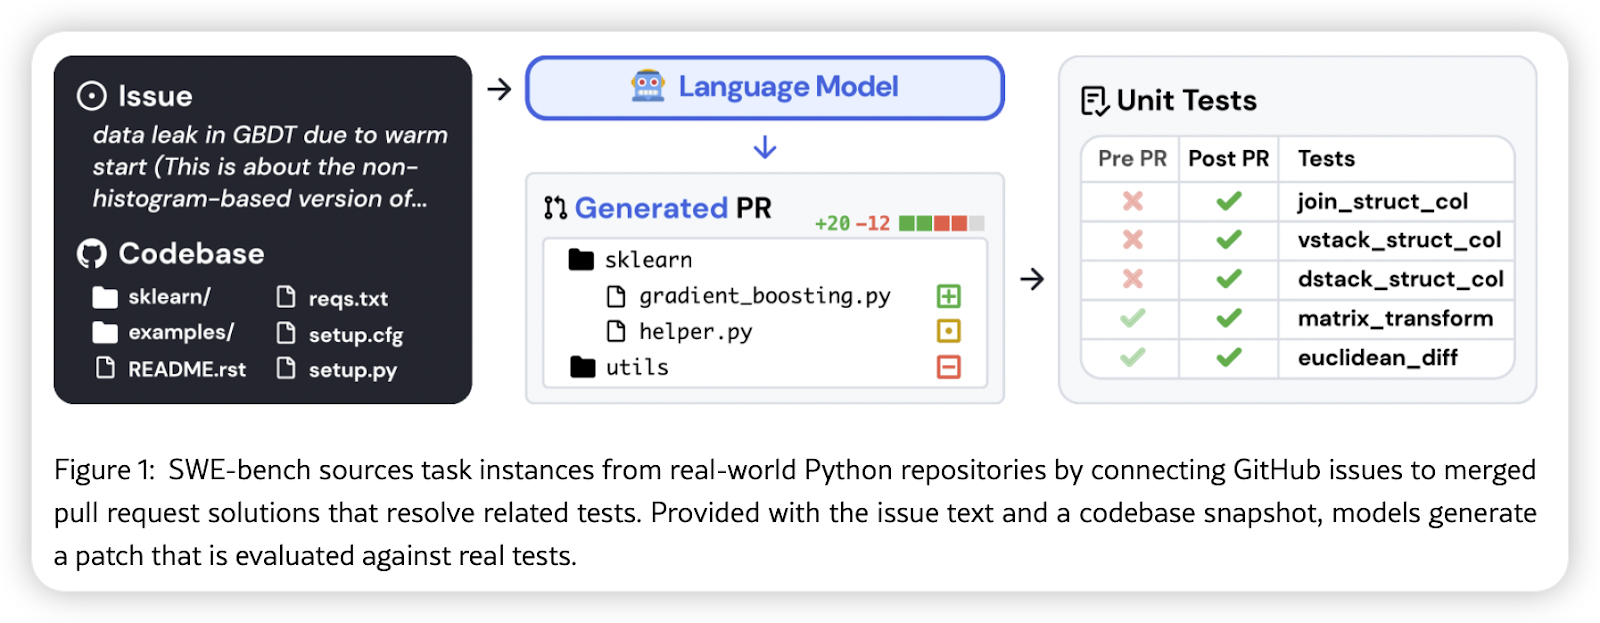 Issue
data leak in GBDT due to warm
start (This is about the non-
histogram-based version of...
Codebase
sklearn/
reqs.txt
examples/
setup.cfg
README.rst
setup.py
Language Model
Generated PR
+20 -12
sklearn
gradient_boosting.py
helper.py
utils
Unit Tests
Pre PR Post PR Tests
join_struct_col
vstack_struct_col
dstack_struct_col
matrix_transform
euclidean_diff
Figure 1: SWE-bench sources task instances from real-world Python repositories by connecting GitHub issues to merged
pull request solutions that resolve related tests. Provided with the issue text and a codebase snapshot, models generate
a patch that is evaluated against real tests.